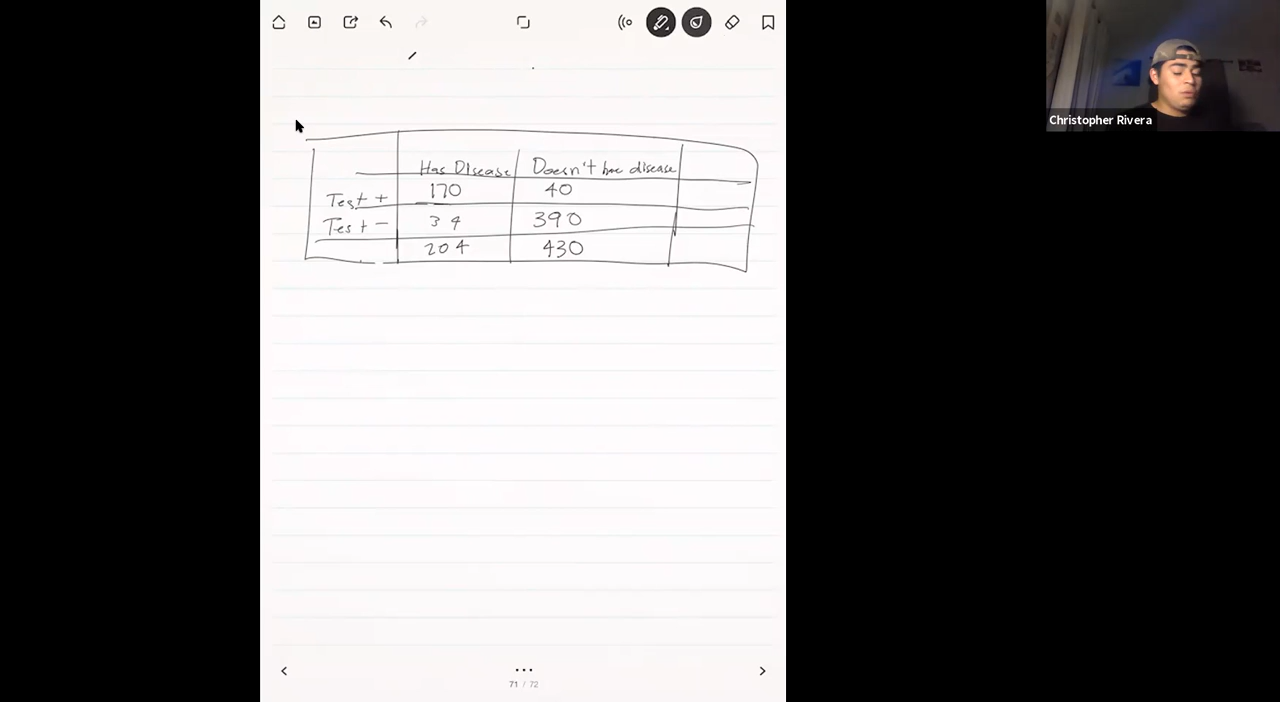 Christopher Rivera
Has Disease Doesn't have disease
Test + 170 40
Test - 34 390
204 430
71 / 72